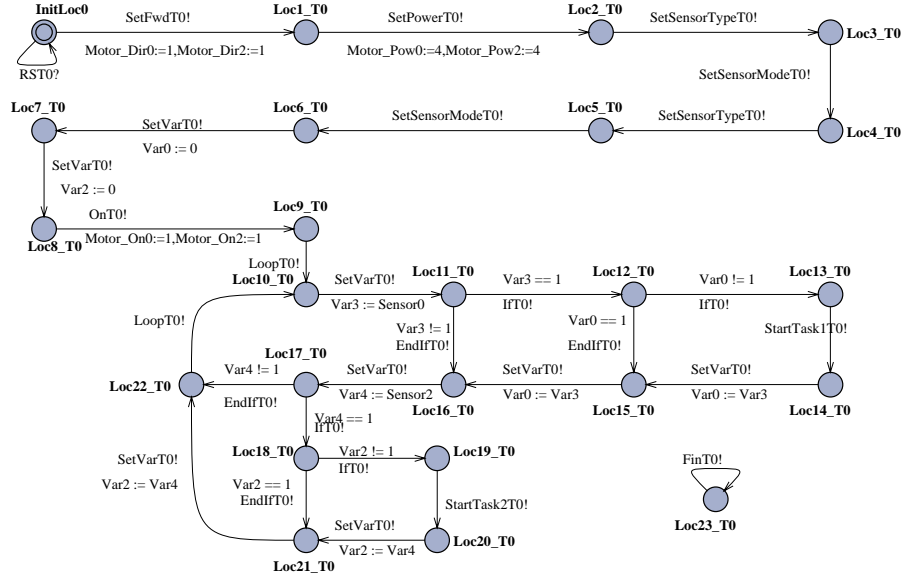 InitLoc0
SetFwdT0!
Motor_Dir0:=1,Motor_Dir2:=1
RST0?
Loc1_T0
SetPowerT0!
Motor_Pow0:=4,Motor_Pow2:=4
Loc2_T0
SetSensorTypeT0!
Loc3_T0
SetSensorModeT0!
Loc4_T0
SetSensorTypeT0!
Loc5_T0
SetSensorModeT0!
Loc6_T0
SetVarT0!
Var0 := 0
Loc7_T0
SetVarT0!
Var2 := 0
Loc8_T0
OnT0!
Motor_On0:=1,Motor_On2:=1
Loc9_T0
LoopT0!
Loc10_T0
SetVarT0!
Var3 := Sensor0
Loc11_T0
Var3 == 1
IfT0!
Loc12_T0
Var0 != 1
IfT0!
Loc13_T0
Var3 != 1
EndIfT0!
Var0 == 1
EndIfT0!
StartTask1T0!
Loc14_T0
SetVarT0!
Var0 := Var3
Loc15_T0
SetVarT0!
Var0 := Var3
Loc16_T0
SetVarT0!
Var4 := Sensor2
Loc17_T0
Var4 != 1
EndIfT0!
Loc22_T0
LoopT0!
Var4 == 1
IfT0!
Loc18_T0
Var2 != 1
IfT0!
Loc19_T0
Var2 == 1
EndIfT0!
StartTask2T0!
Loc20_T0
SetVarT0!
Var2 := Var4
Loc21_T0
SetVarT0!
Var2 := Var4
FinT0!
Loc23_T0